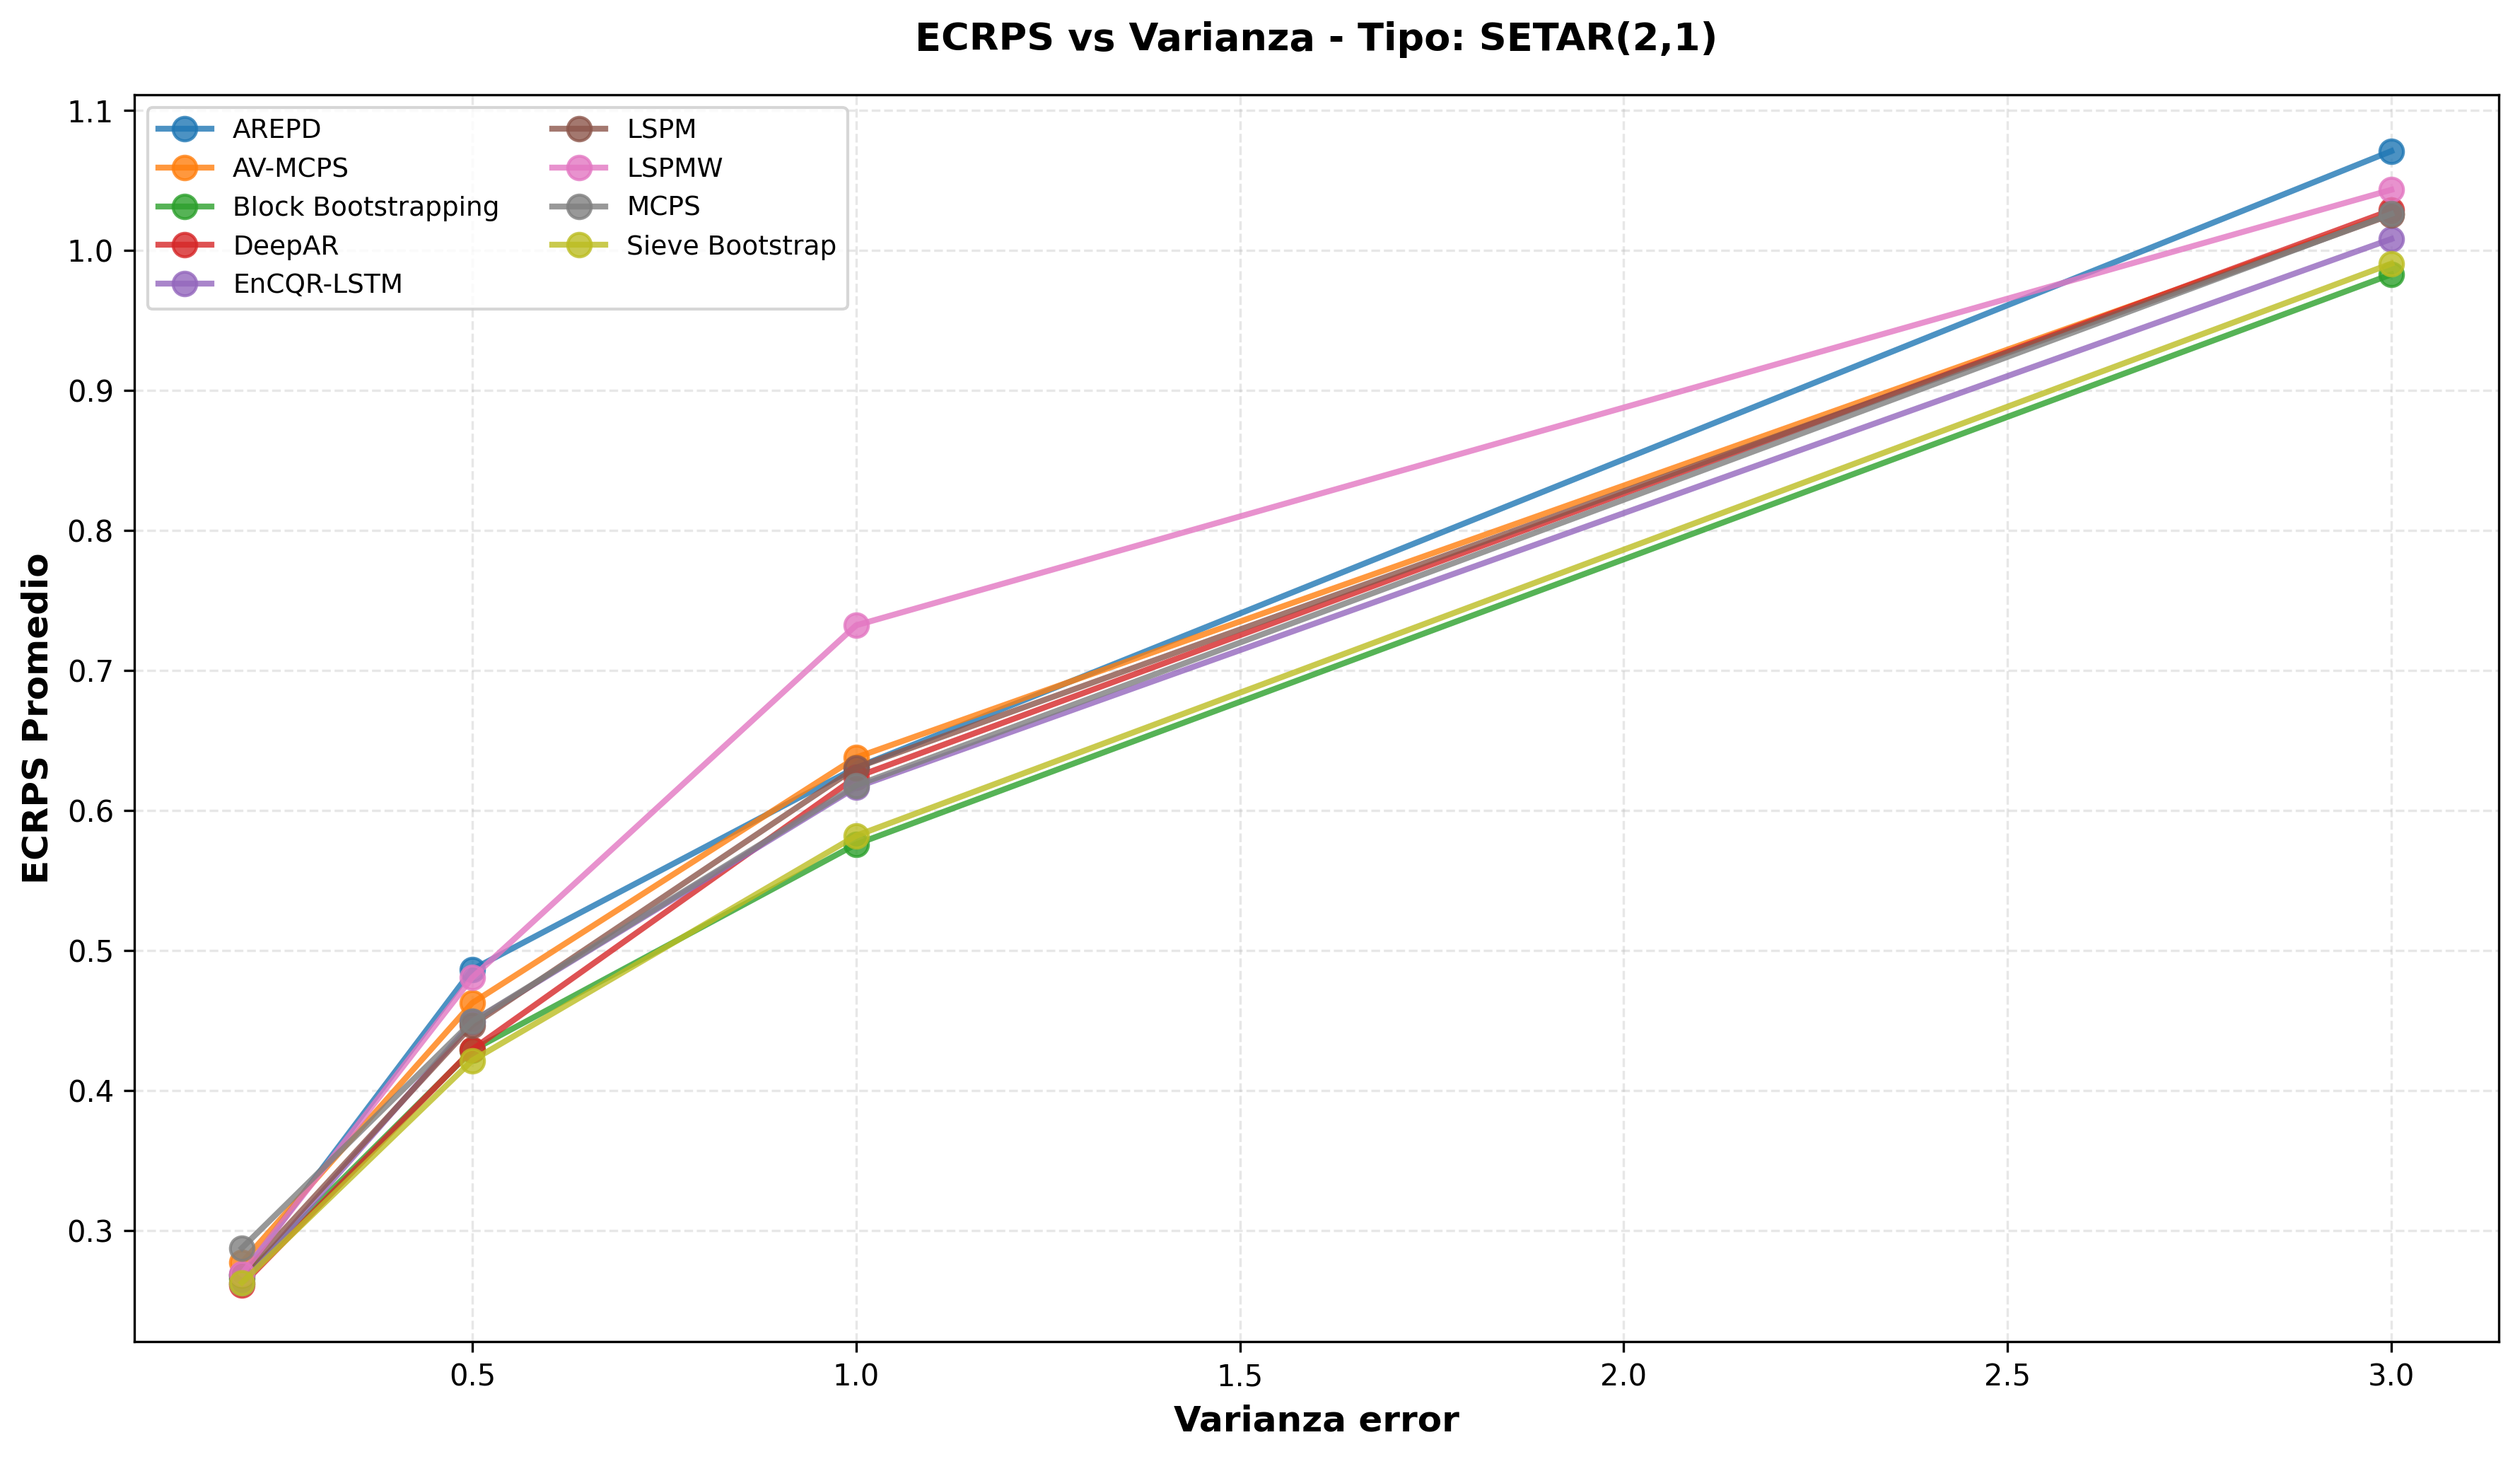 ECRPS vs Varianza - Tipo: SETAR(2,1)
AREPD
AV-MCPS
Block Bootstrapping
DeepAR
EnCQR-LSTM
LSPM
LSPMW
MCPS
Sieve Bootstrap
ECRPS Promedio
1.1
1.0
0.9
0.8
0.7
0.6
0.5
0.4
0.3
0.5 1.0 1.5 2.0 2.5 3.0
Varianza error